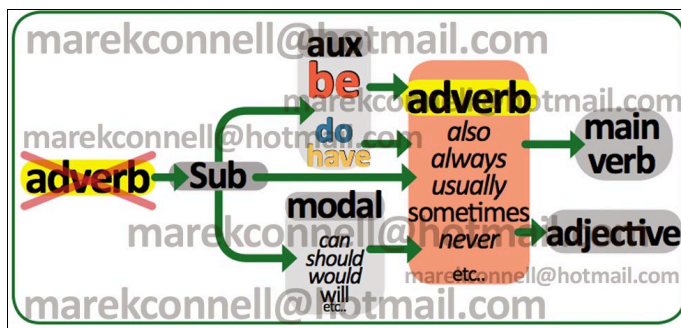 marekconnell@hotmail.com
aux
be
do
have
marekconnell@hotmail.com
adverb
Sub
modal
can
should
would
will
etc..
adverb
also
always
usually
sometimes
never
etc..
hotmail.com
main
verb
adjective
marekconnell@hotmail.com
marekconnell@hotmail.com
marekconnell@hotmail.com